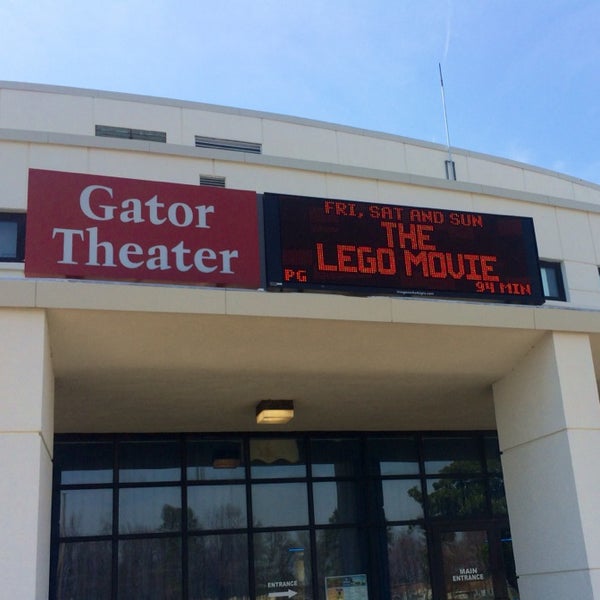 Gator
Theater
FRI, SAT AND SUN
THE
LEGO MOVIE
PG
94 MIN
ENTRANCE
MAIN
ENTRANCE